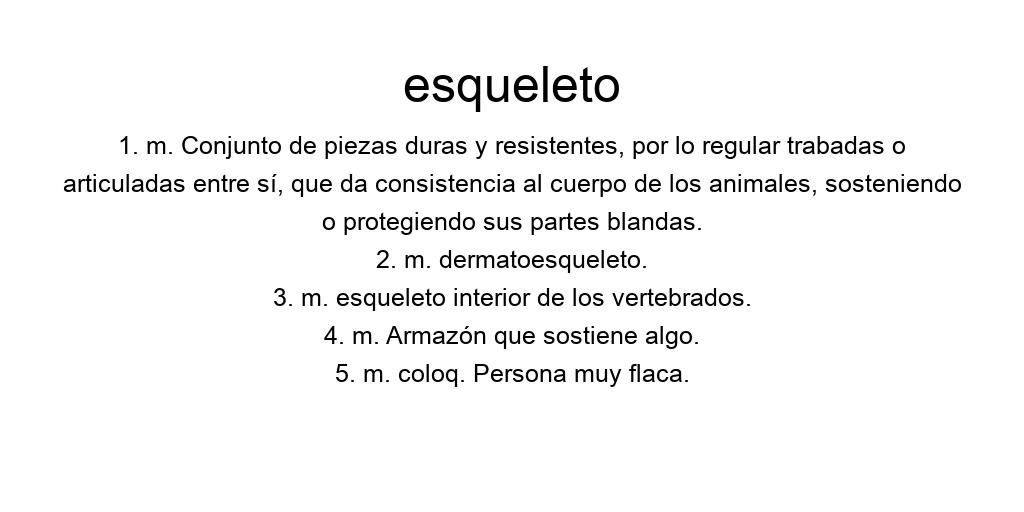 esqueleto
1. m. Conjunto de piezas duras y resistentes, por lo regular trabadas o
articuladas entre sí, que da consistencia al cuerpo de los animales, sosteniendo
o protegiendo sus partes blandas.
2. m. dermatoesqueleto.
3. m. esqueleto interior de los vertebrados.
4. m. Armazón que sostiene algo.
5. m. coloq. Persona muy flaca.